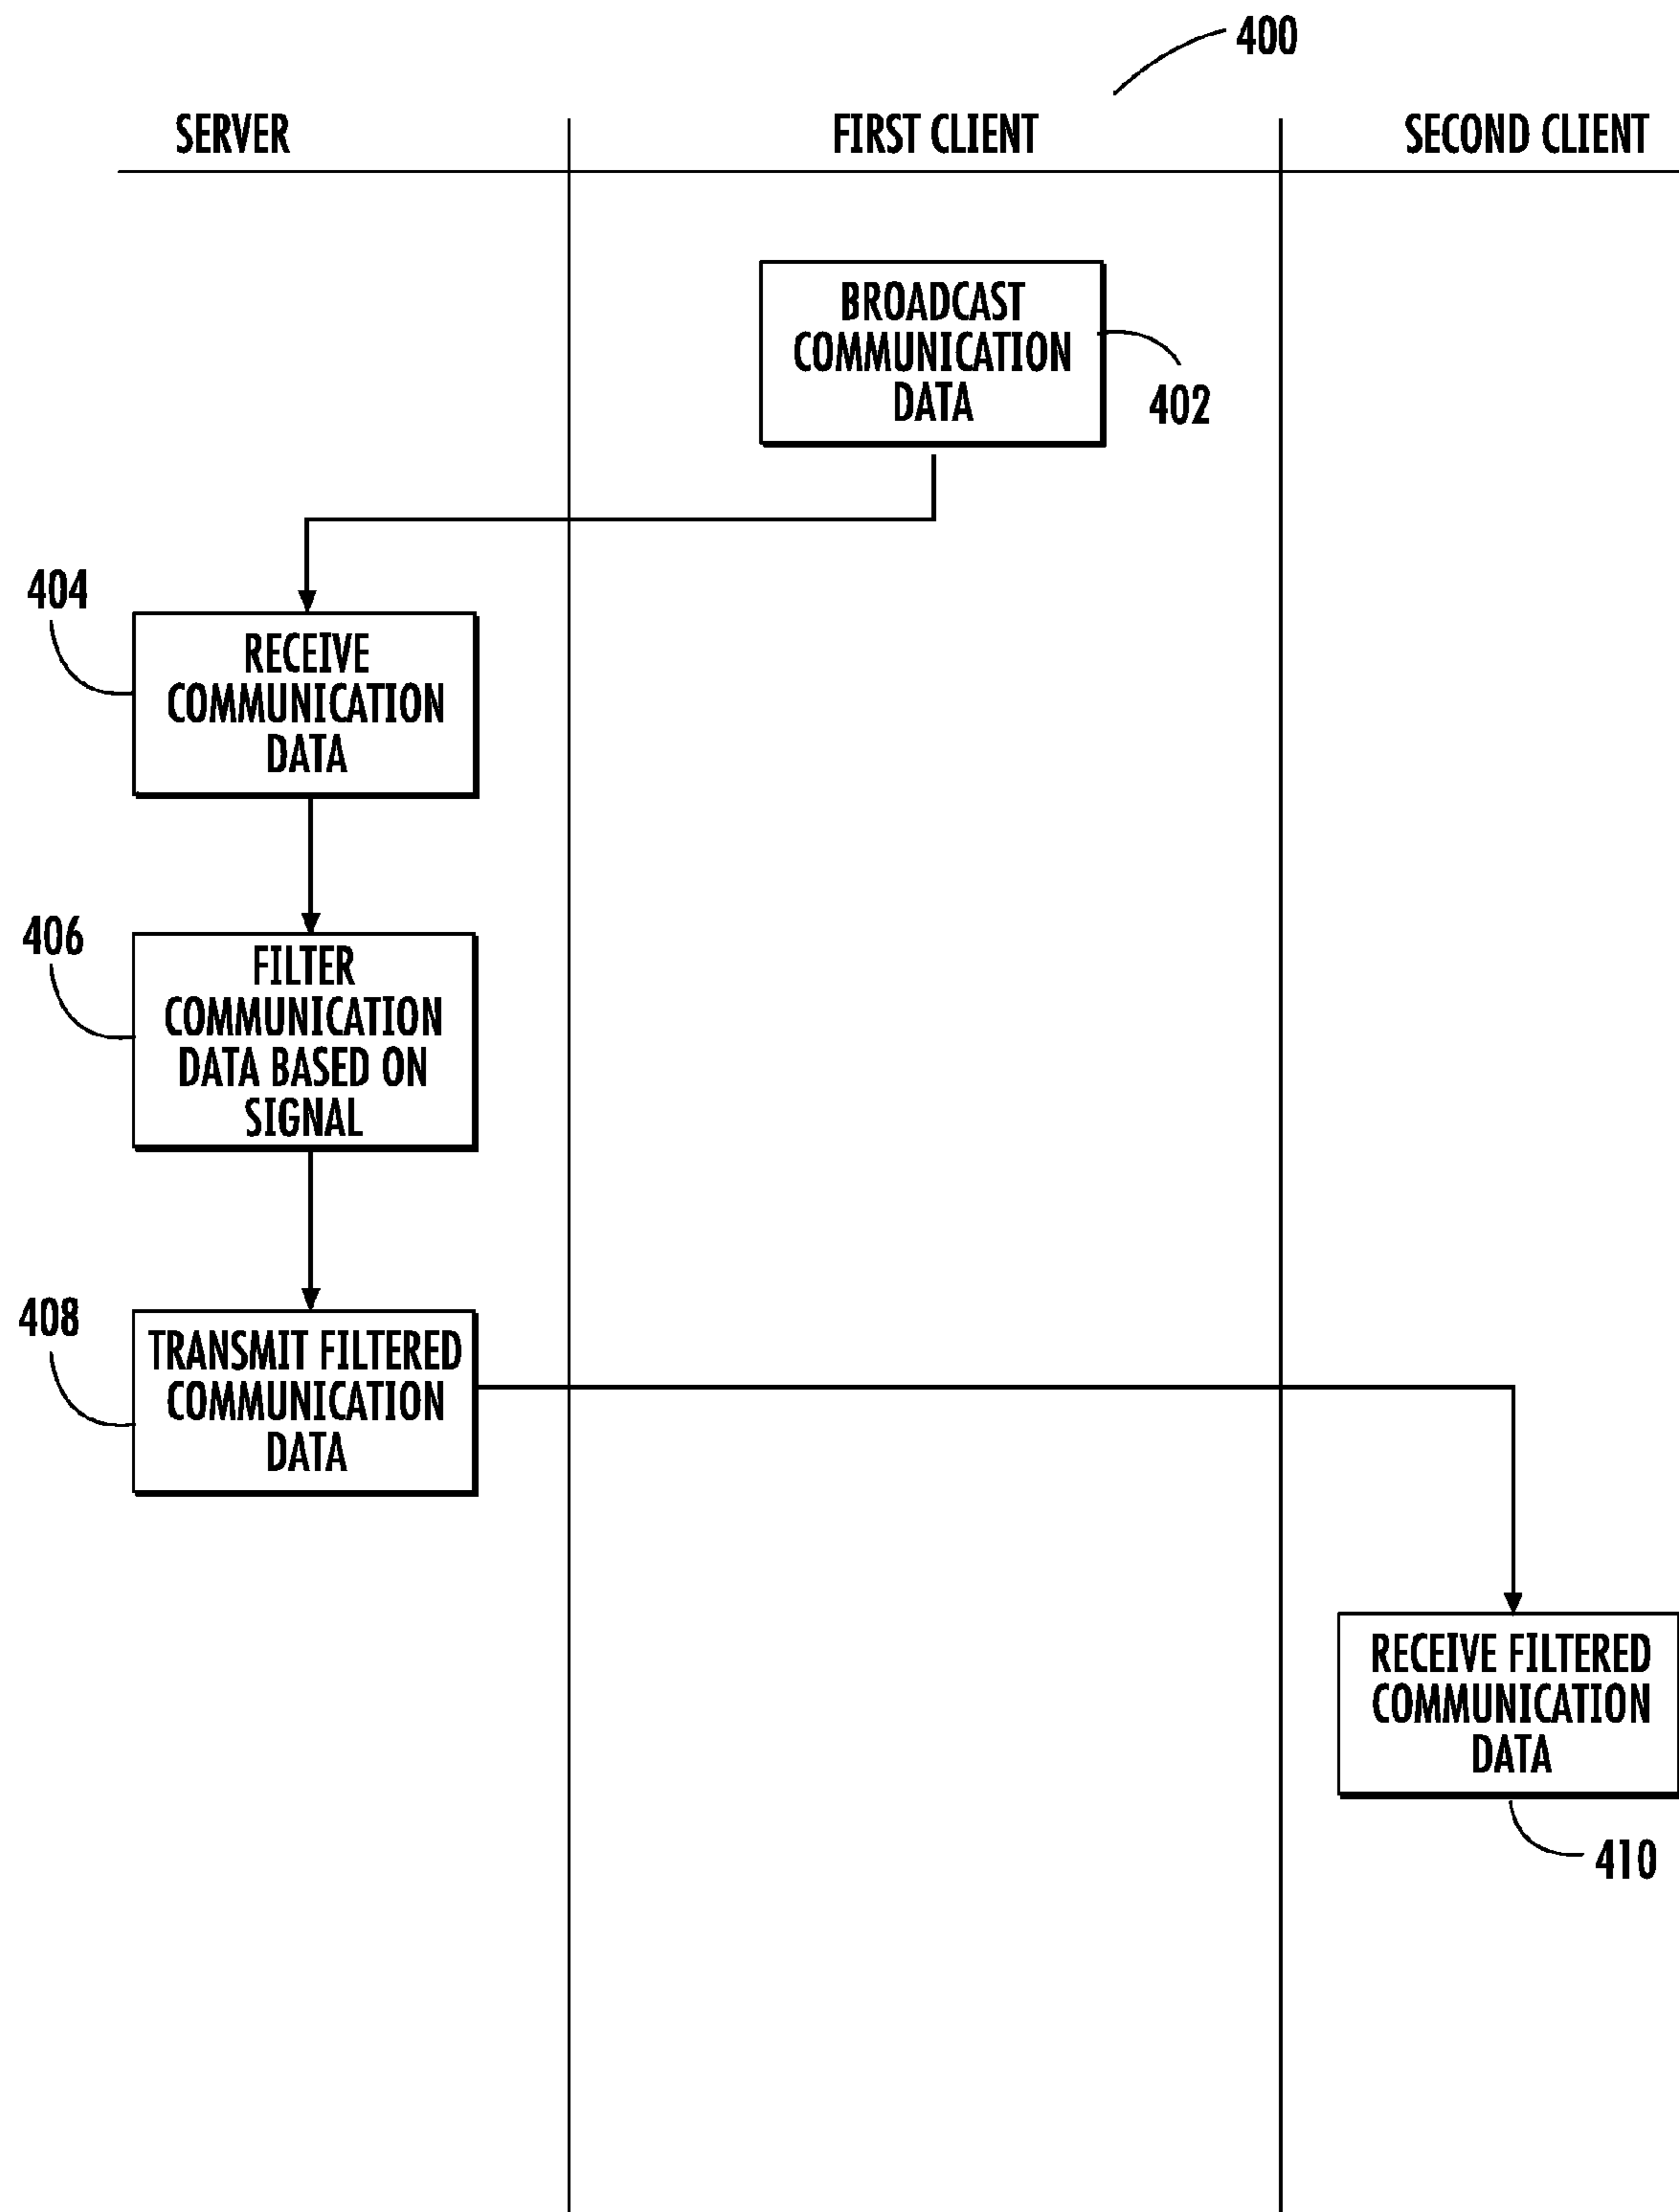 400
SERVER
FIRST CLIENT
SECOND CLIENT
BROADCAST
COMMUNICATION
DATA
402
404
RECEIVE
COMMUNICATION
DATA
406
FILTER
COMMUNICATION
DATA BASED ON
SIGNAL
408
TRANSMIT FILTERED
COMMUNICATION
DATA
RECEIVE FILTERED
COMMUNICATION
DATA
410